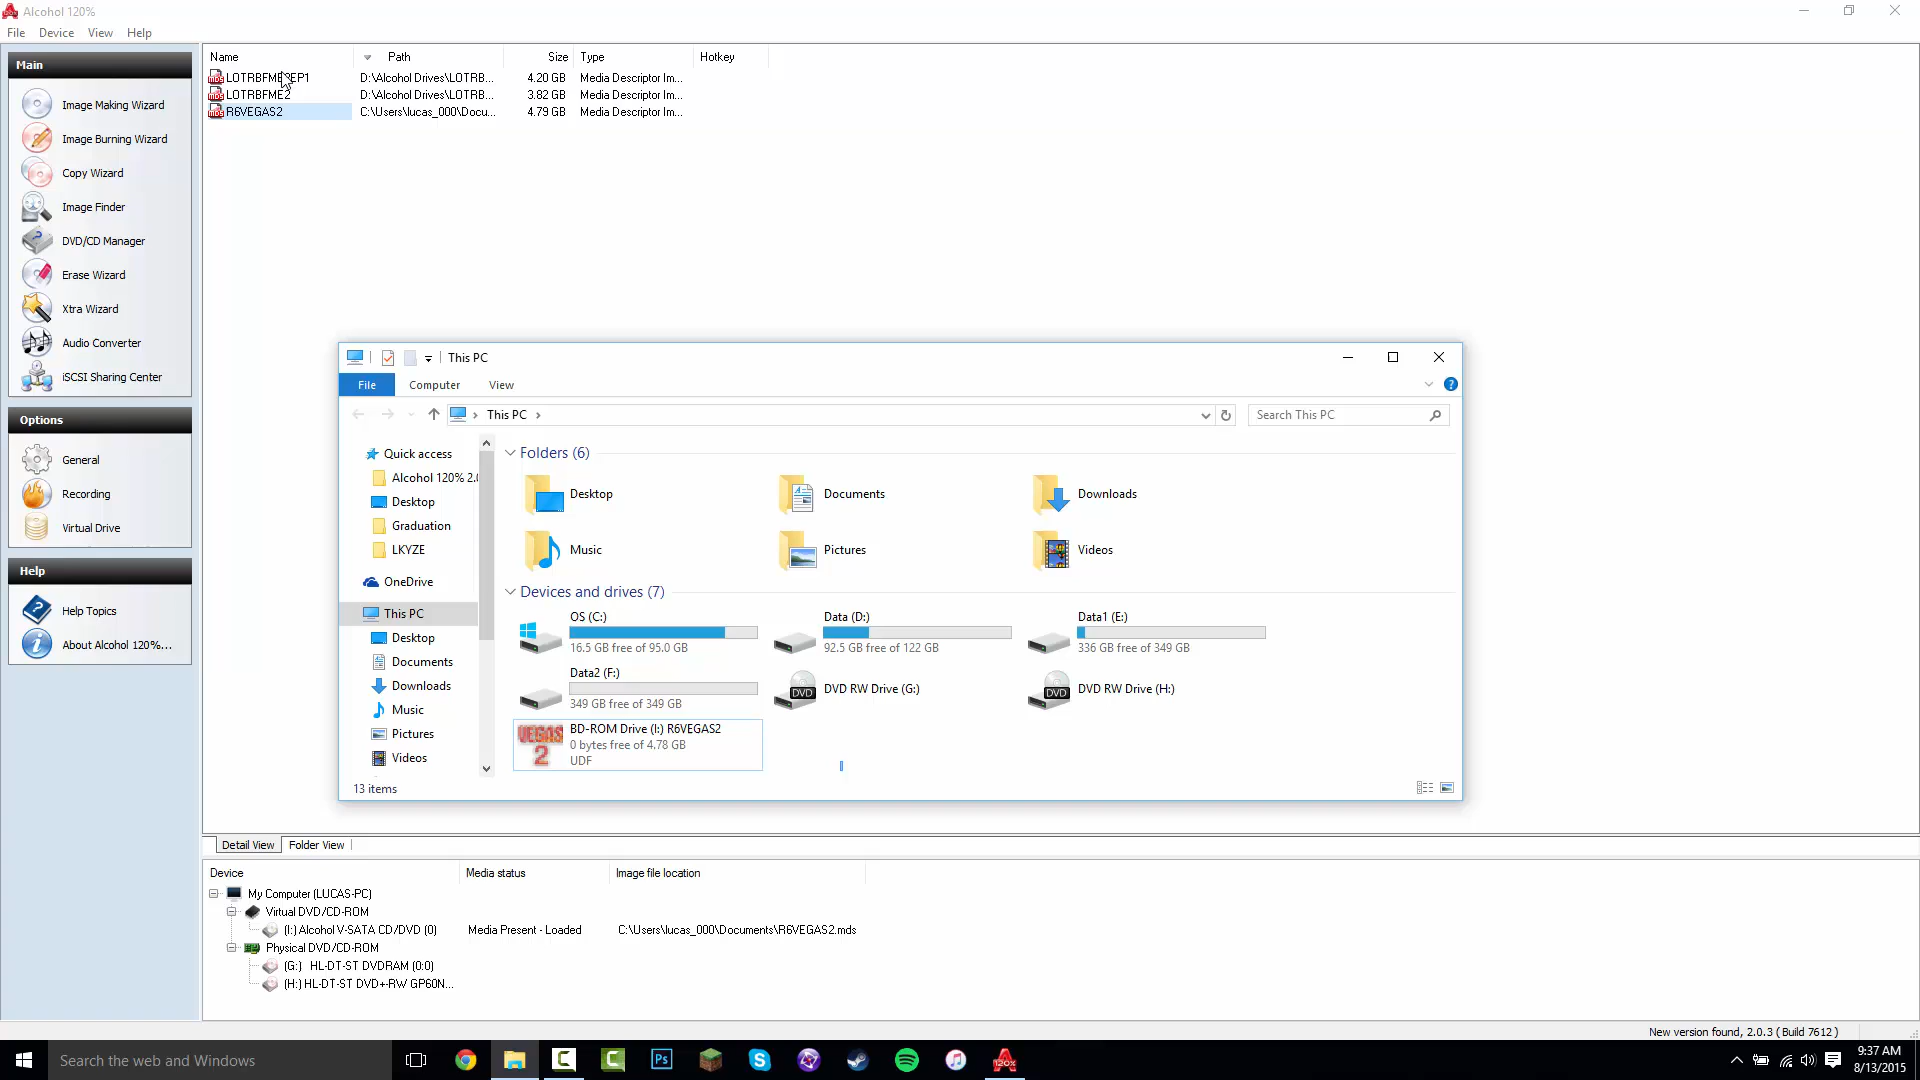 Alcohol 120%
File Device View Help
Main
Image Making Wizard
Image Burning Wizard
Copy Wizard
Image Finder
DVD/CD Manager
Erase Wizard
Xtra Wizard
Audio Converter
iSCSI Sharing Center
Options
General
Recording
Virtual Drive
Help
Help Topics
About Alcohol 120%...
Name Path Size Type Hotkey
D:\Alcohol Drives\LOTRB... 4.20 GB Media Descriptor Im...
LOTRBFME2 D:\Alcohol Drives\LOTRB... 3.82 GB Media Descriptor Im...
R6VEGAS2 C:\Users\lucas_000\Docu... 4.79 GB Media Descriptor Im...
This PC
File Computer View
This PC
Search This PC
Quick access
Alcohol 120% 2.
Desktop
Graduation
LKYZE
OneDrive
This PC
Desktop
Documents
Downloads
Music
Pictures
Videos
Folders (6)
Desktop Documents Downloads
Music Pictures Videos
Devices and drives (7)
OS (C:) Data (D:) Data1 (E:)
16.5 GB free of 95.0 GB 92.5 GB free of 122 GB 336 GB free of 349 GB
Data2 (F:)
349 GB free of 349 GB
DVD DVD RW Drive (G:)
DVD DVD RW Drive (H:)
VEGAS 2
BD-ROM Drive (I:) R6VEGAS2
0 bytes free of 4.78 GB
UDF
13 items
Detail View Folder View
Device Media status Image file location
My Computer (LUCAS-PC)
Virtual DVD/CD-ROM
(I:) Alcohol V-SATA CD/DVD (0) Media Present - Loaded C:\Users\lucas_000\Documents\R6VEGAS2.mds
Physical DVD/CD-ROM
(G:) HL-DT-ST DVDRAM (0:0)
(H:) HL-DT-ST DVD+-RW GP60N...
New version found, 2.0.3 ( Build 7612 )
Search the web and Windows
Ps
9:37 AM
8/13/2015